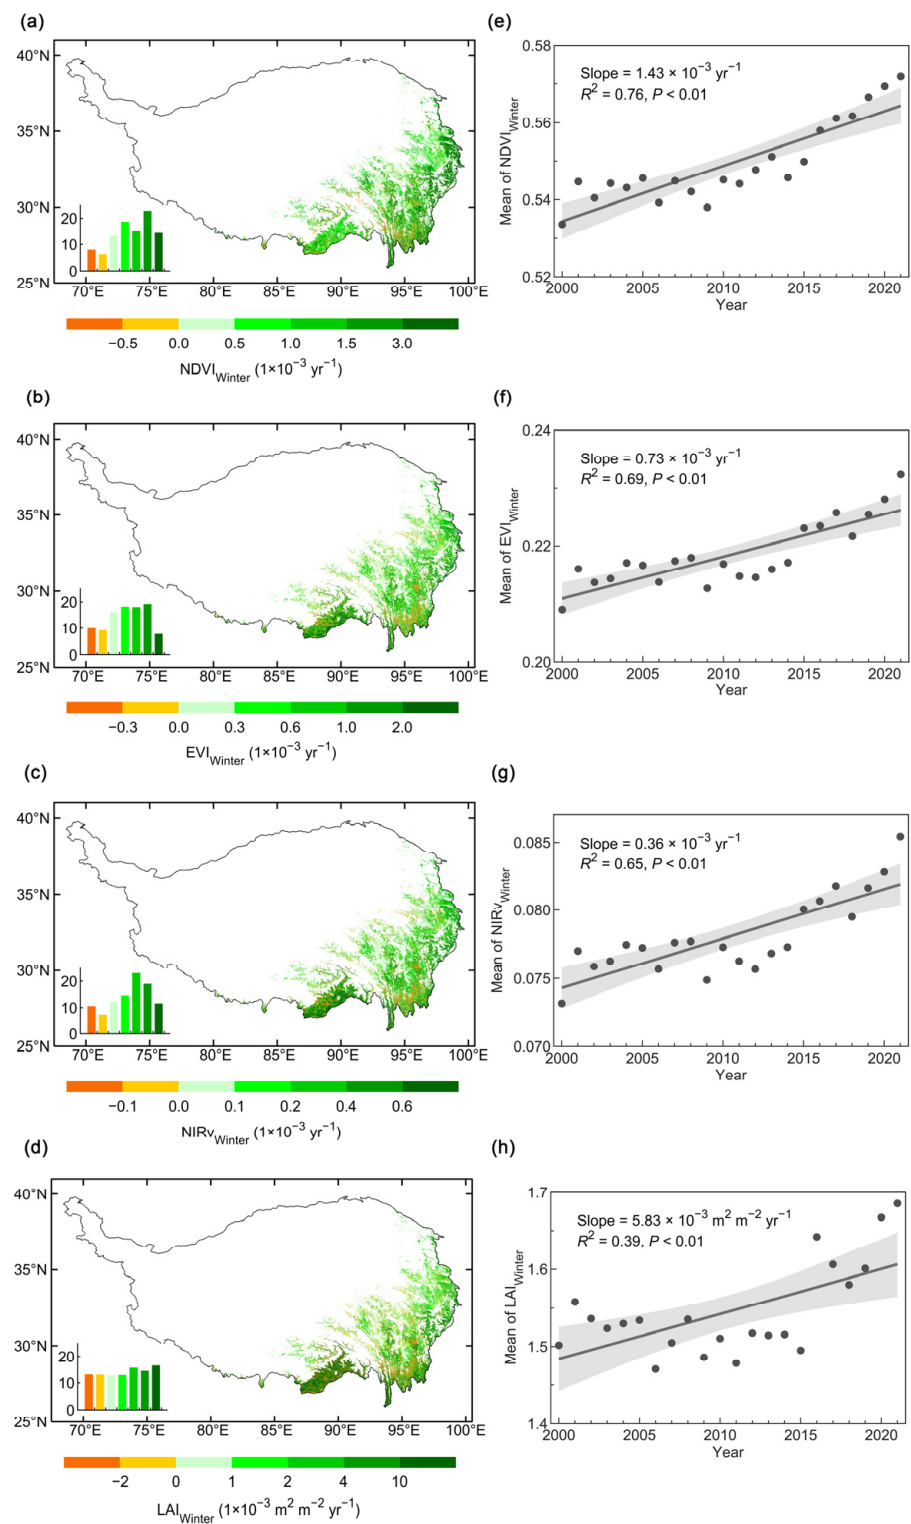 (a)
40°N
35°N
30°N
25°N
20
10
0
70°E 75°E 80°E 85°E 90°E 95°E 100°E
−0.5 0.0 0.5 1.0 1.5 3.0
NDVIWinter (1×10−3 yr−1)
(e)
Slope = 1.43 × 10−3 yr−1
R2 = 0.76, P < 0.01
Mean of NDVIWinter
0.58
0.56
0.54
0.52
2000 2005 2010 2015 2020
Year
(b)
40°N
35°N
30°N
25°N
20
10
0
70°E 75°E 80°E 85°E 90°E 95°E 100°E
−0.3 0.0 0.3 0.6 1.0 2.0
EVIWinter (1×10−3 yr−1)
(f)
Slope = 0.73 × 10−3 yr−1
R2 = 0.69, P < 0.01
Mean of EVIWinter
0.24
0.22
0.20
2000 2005 2010 2015 2020
Year
(c)
40°N
35°N
30°N
25°N
20
10
0
70°E 75°E 80°E 85°E 90°E 95°E 100°E
−0.1 0.0 0.1 0.2 0.4 0.6
NIRvWinter (1×10−3 yr−1)
(g)
Slope = 0.36 × 10−3 yr−1
R2 = 0.65, P < 0.01
Mean of NIRvWinter
0.085
0.080
0.075
0.070
2000 2005 2010 2015 2020
Year
(d)
40°N
35°N
30°N
25°N
20
10
0
70°E 75°E 80°E 85°E 90°E 95°E 100°E
−2 0 1 2 4 10
LAIWinter (1×10−3 m2 m−2 yr−1)
(h)
Slope = 5.83 × 10−3 m2 m−2 yr−1
R2 = 0.39, P < 0.01
Mean of LAIWinter
1.7
1.6
1.5
1.4
2000 2005 2010 2015 2020
Year